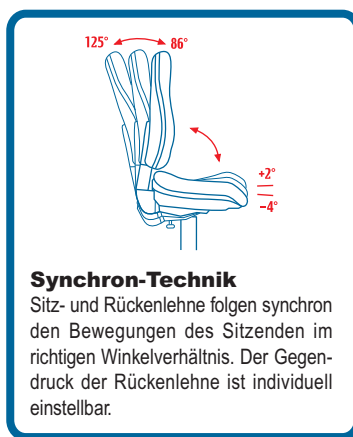 125° 86°
+2°
–4°
Synchron-Technik
Sitz- und Rückenlehne folgen synchron
den Bewegungen des Sitzenden im
richtigen Winkelverhältnis. Der Gegen-
druck der Rückenlehne ist individuell
einstellbar.